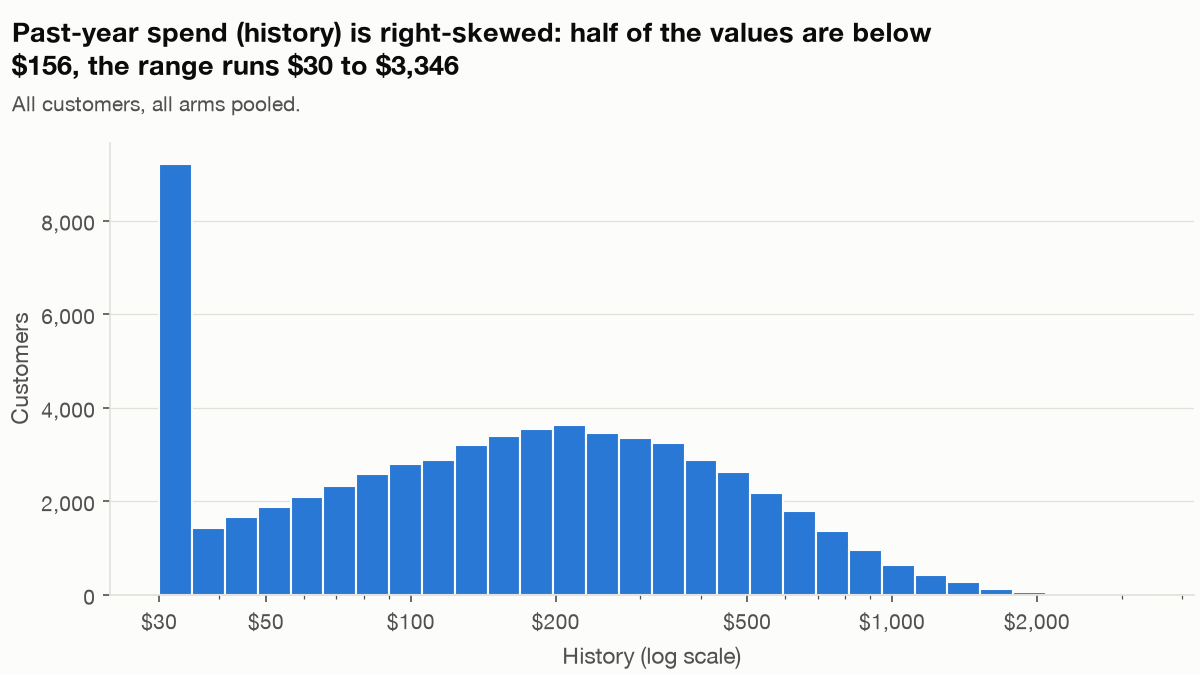 Past-year spend (history) is right-skewed: half of the values are below
$156, the range runs $30 to $3,346
All customers, all arms pooled.
Customers
8,000
6,000
4,000
2,000
0
$30 $50 $100 $200 $500 $1,000 $2,000
History (log scale)